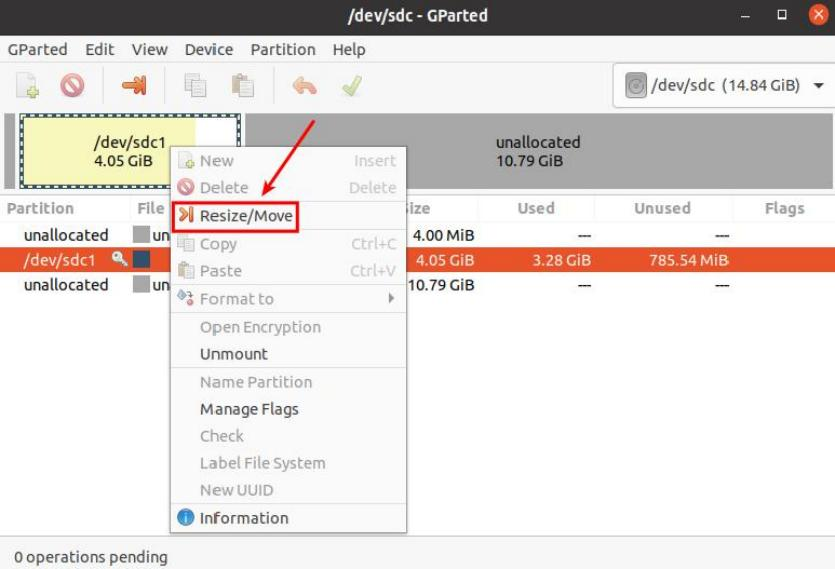 /dev/sdc - GParted
GParted Edit View Device Partition Help
/dev/sdc (14.84 GiB)
/dev/sdc1
4.05 GiB
unallocated
10.79 GiB
New Insert
Delete Delete
Resize/Move
Copy Ctrl+C
Paste Ctrl+V
Format to
Open Encryption
Unmount
Name Partition
Manage Flags
Check
Label File System
New UUID
Information
Partition File ize Used Unused Flags
unallocated un 4.00 MiB --- ---
/dev/sdc1 4.05 GiB 3.28 GiB 785.54 MiB
unallocated un 10.79 GiB --- ---
0 operations pending